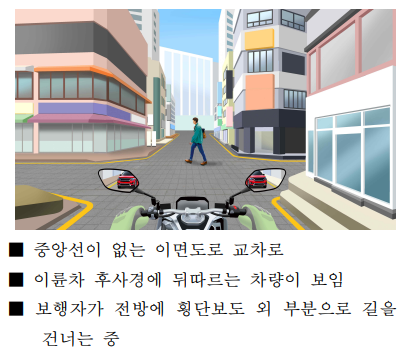 ■ 중앙선이 없는 이면도로 교차로
■ 이륜차 후사경에 뒤따르는 차량이 보임
■ 보행자가 전방에 횡단보도 외 부분으로 길을
건너는 중